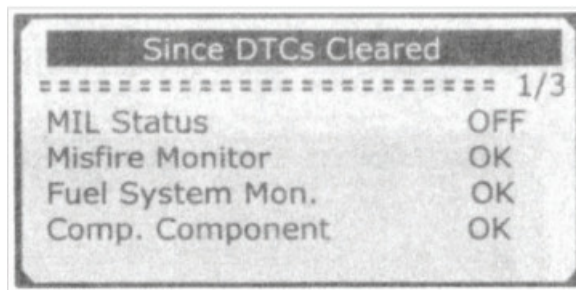 Since DTCs Cleared
============================ 1/3
MIL Status OFF
Misfire Monitor OK
Fuel System Mon. OK
Comp. Component OK